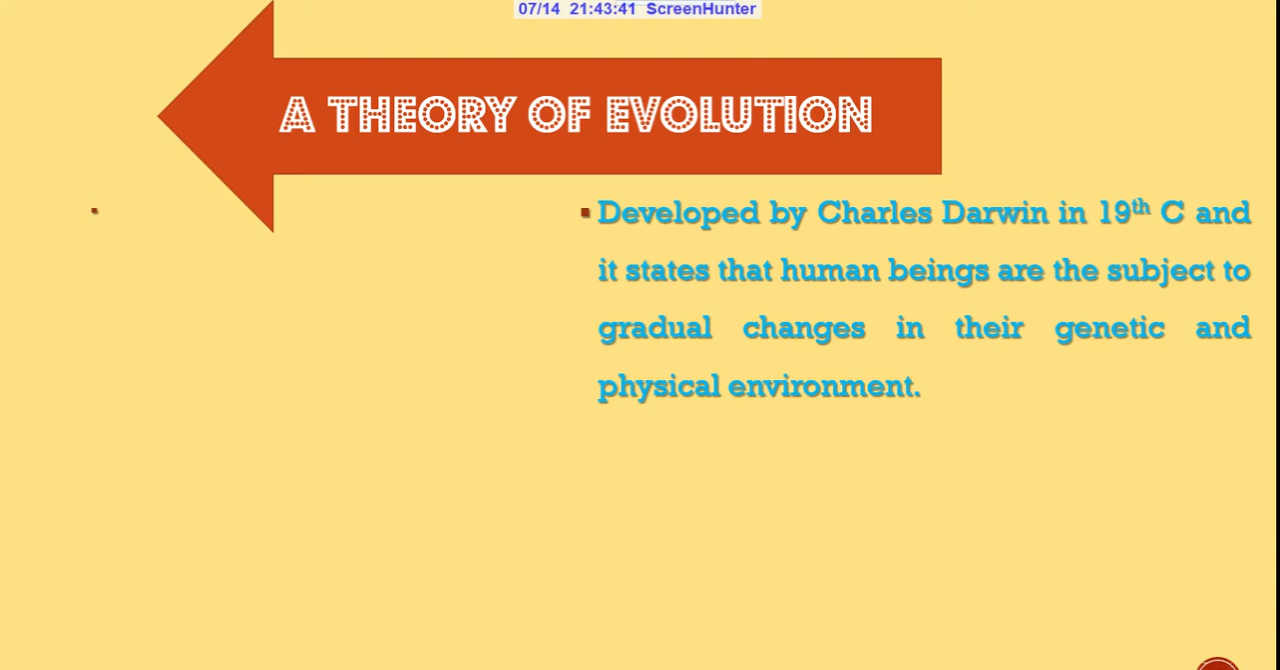 07/14 21:43:41 ScreenHunter
A THEORY OF EVOLUTION
▪ Developed by Charles Darwin in 19th C and
it states that human beings are the subject to
gradual changes in their genetic and
physical environment.